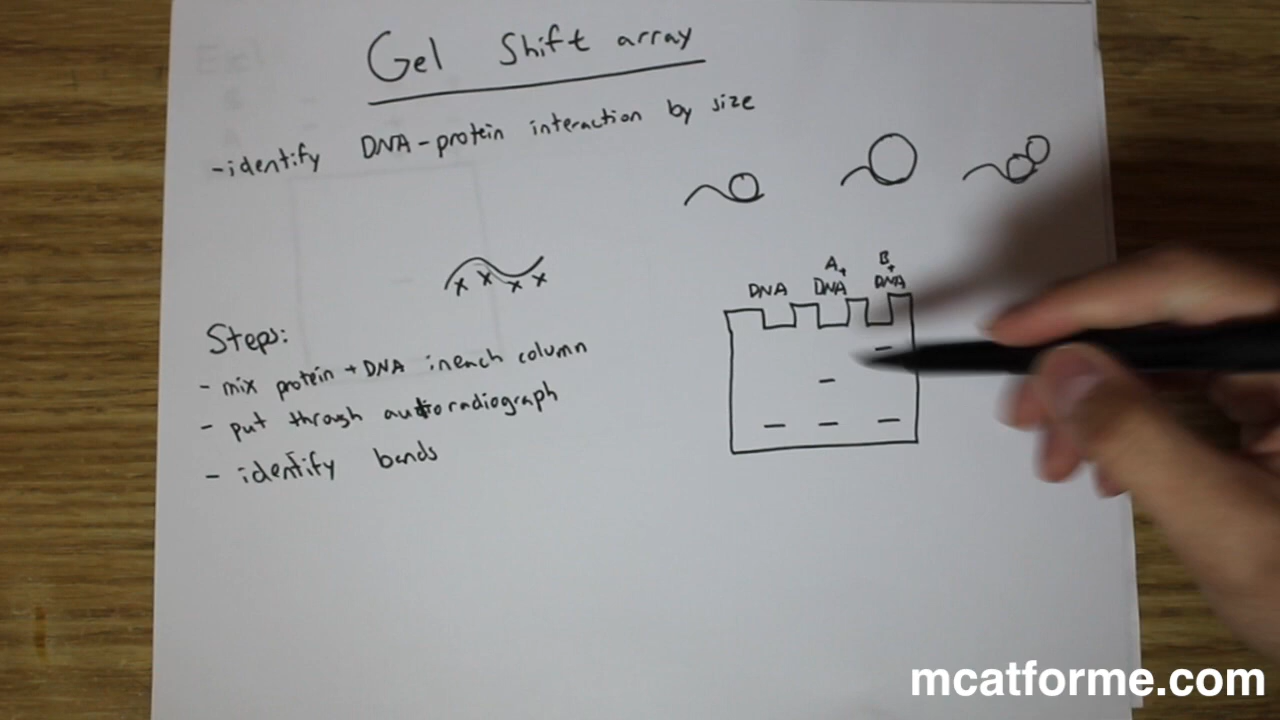 Gel Shift array
-identify DNA-protein interaction by size
x x x x
A+ B+
DNA DNA DNA
Steps:
- mix protein + DNA in each column
- put through autoradiograph
- identify bands
mcatforme.com